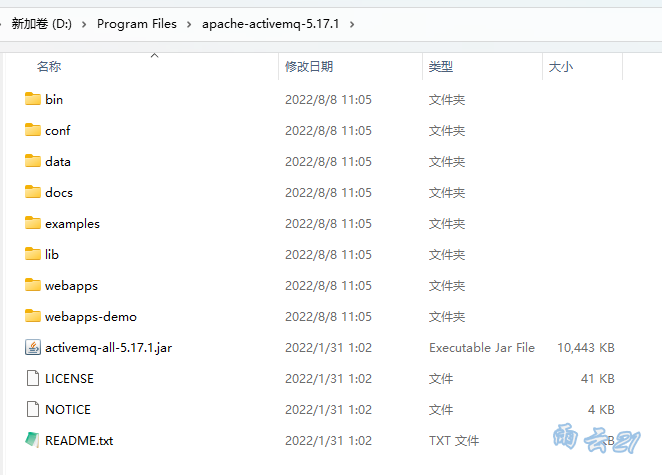 新加卷 (D:) > Program Files > apache-activemq-5.17.1 >
名称 修改日期 类型 大小
bin 2022/8/8 11:05 文件夹
conf 2022/8/8 11:05 文件夹
data 2022/8/8 11:05 文件夹
docs 2022/8/8 11:05 文件夹
examples 2022/8/8 11:05 文件夹
lib 2022/8/8 11:05 文件夹
webapps 2022/8/8 11:05 文件夹
webapps-demo 2022/8/8 11:05 文件夹
activemq-all-5.17.1.jar 2022/1/31 1:02 Executable Jar File 10,443 KB
LICENSE 2022/1/31 1:02 文件 41 KB
NOTICE 2022/1/31 1:02 文件 4 KB
README.txt 2022/1/31 1:02 TXT 文件 KB
雨云21